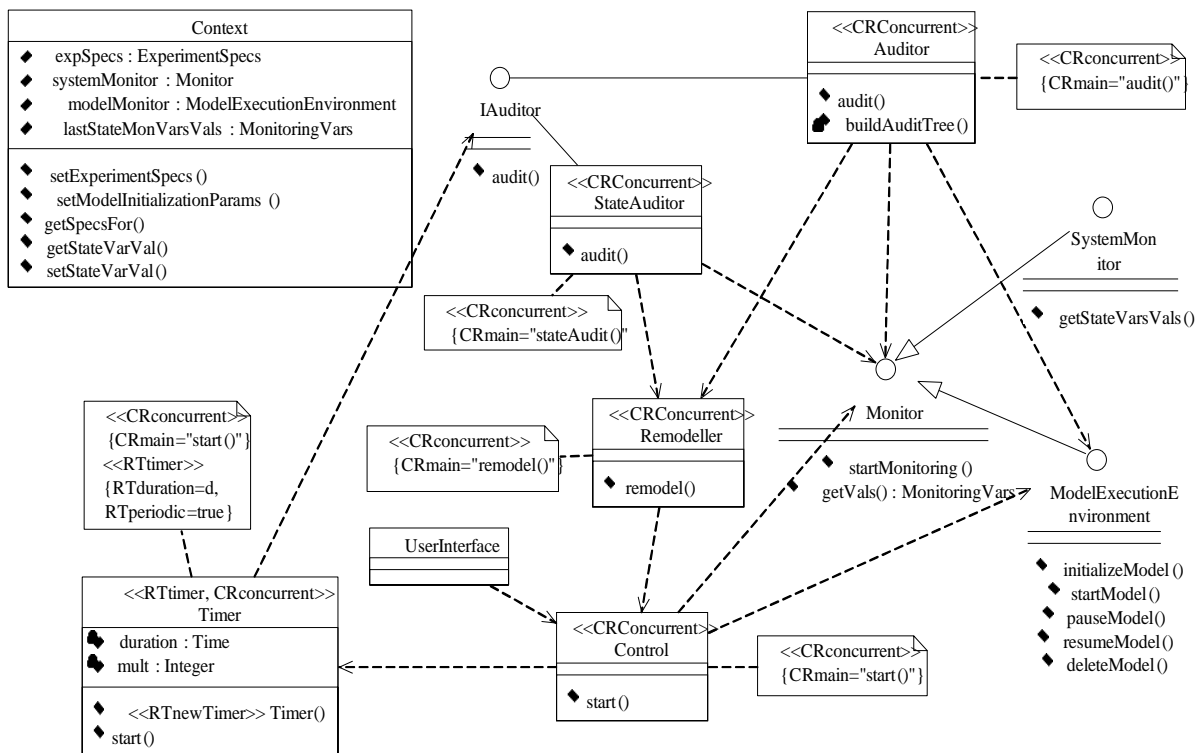 Context
expSpecs : ExperimentSpecs
systemMonitor : Monitor
modelMonitor : ModelExecutionEnvironment
lastStateMonVarsVals : MonitoringVars
setExperimentSpecs ()
setModelInitializationParams ()
getSpecsFor()
getStateVarVal()
setStateVarVal()
IAuditor
audit()
<<CRConcurrent>>
Auditor
audit()
buildAuditTree()
<<CRconcurrent>>
{CRmain="audit()"}
<<CRConcurrent>>
StateAuditor
audit()
<<CRconcurrent>>
{CRmain="stateAudit()"
SystemMon
itor
getStateVarsVals()
<<CRConcurrent>>
Remodeller
remodel()
<<CRconcurrent>>
{CRmain="remodel()"}
Monitor
startMonitoring ()
getVals() : MonitoringVars
ModelExecutionE
nvironment
initializeModel()
startModel()
pauseModel()
resumeModel()
deleteModel()
<<CRconcurrent>>
{CRmain="start()"}
<<RTtimer>>
{RTduration=d,
RTperiodic=true}
UserInterface
<<RTtimer, CRconcurrent>>
Timer
duration : Time
mult : Integer
<<RTnewTimer>> Timer()
start()
<<CRConcurrent>>
Control
start()
<<CRconcurrent>>
{CRmain="start()"}